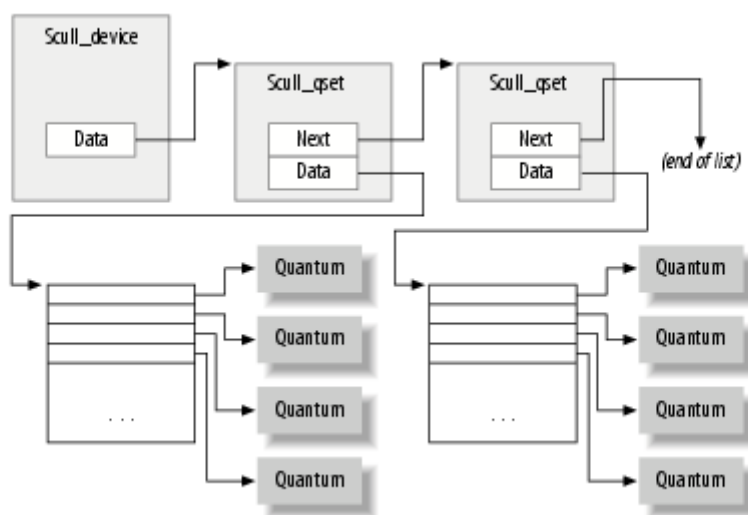 Scull_device
Scull_qset
Scull_qset
Data
Next
Next
(end of list)
Data
Data
Quantum
Quantum
Quantum
Quantum
Quantum
Quantum
. . .
. . .
Quantum
Quantum